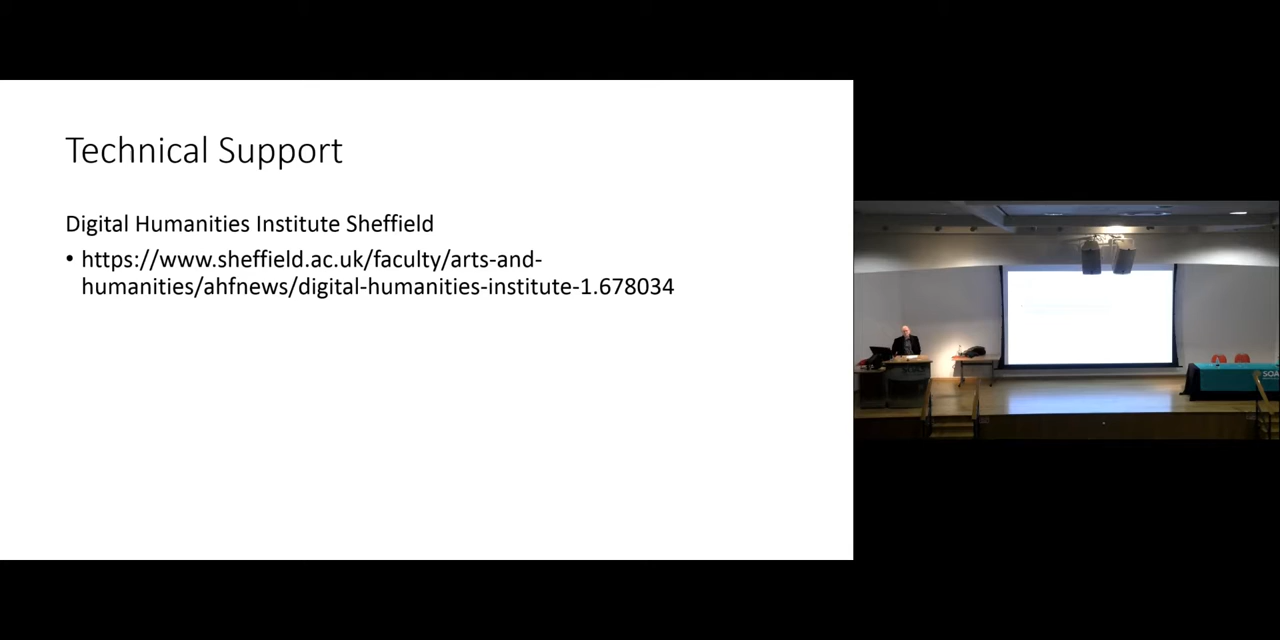 Technical Support
Digital Humanities Institute Sheffield
• https://www.sheffield.ac.uk/faculty/arts-and-
humanities/ahfnews/digital-humanities-institute-1.678034
SOA